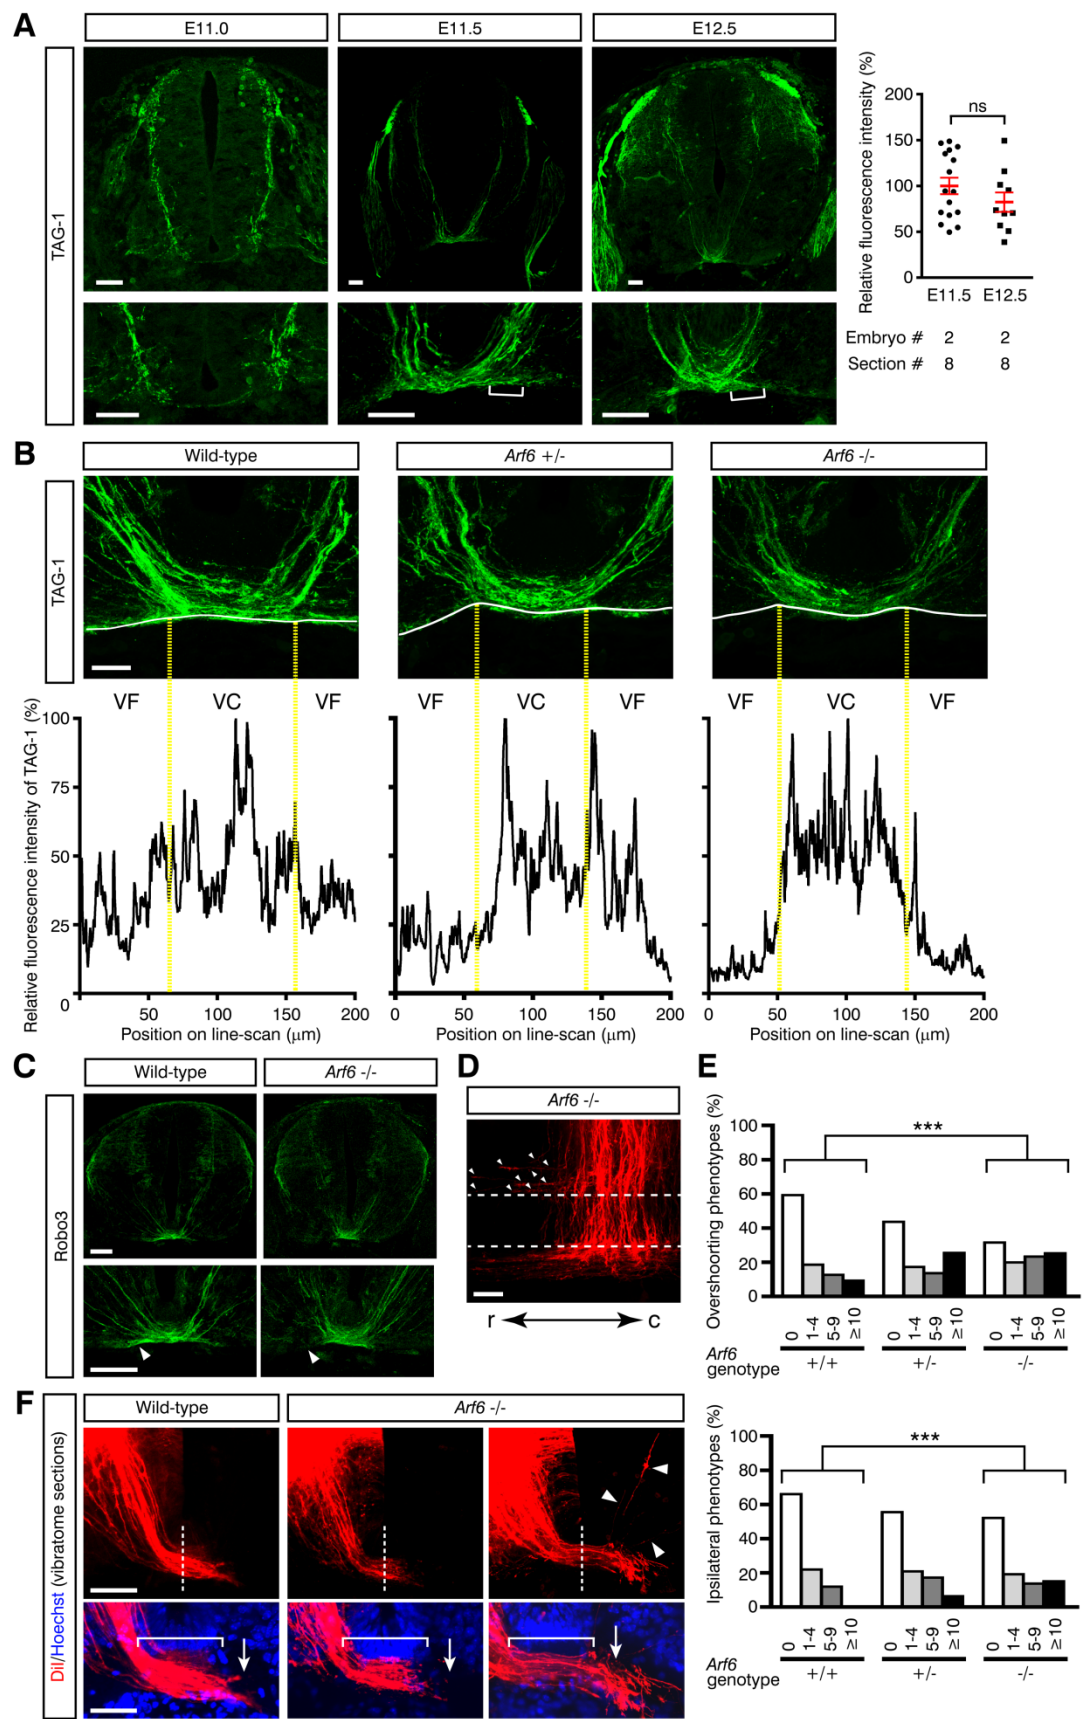 A
E11.0
E11.5
E12.5
TAG-1
Relative fluorescence intensity (%)
200
150
100
50
0
ns
E11.5 E12.5
Embryo # 2 2
Section # 8 8
B
Wild-type
Arf6 +/-
Arf6 -/-
TAG-1
VF VC VF
VF VC VF
VF VC VF
Relative fluorescence intensity of TAG-1 (%)
100
75
50
25
0
50 100 150 200
0 50 100 150 200
0 50 100 150 200
Position on line-scan (μm)
Position on line-scan (μm)
Position on line-scan (μm)
C
Wild-type
Arf6 -/-
Robo3
D
Arf6 -/-
r c
E
Overshoorting phenotypes (%)
100
80
60
40
20
0
***
0 1-4 5-9 ≥10
0 1-4 5-9 ≥10
0 1-4 5-9 ≥10
Arf6 genotype
+/+ +/- -/-
Ipsilateral phenotypes (%)
100
80
60
40
20
0
***
0 1-4 5-9 ≥10
0 1-4 5-9 ≥10
0 1-4 5-9 ≥10
Arf6 genotype
+/+ +/- -/-
F
Wild-type
Arf6 -/-
DiI/Hoechst (vibratome sections)